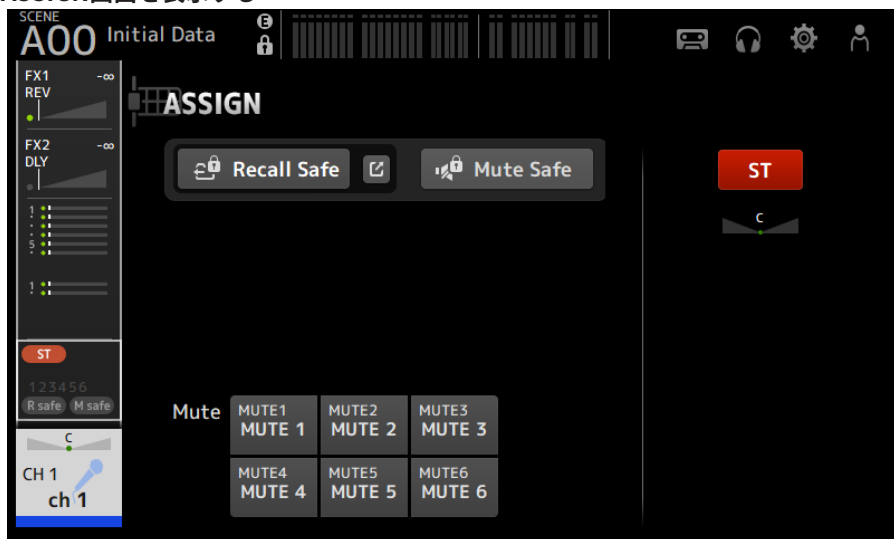 SCENE
A00 Initial Data
E
FX1 -∞
REV
FX2 -∞
DLY
1
5
1
ST
123456
R safe M safe
C
CH 1
ch 1
ASSIGN
Recall Safe
Mute Safe
ST
C
Mute
MUTE1 MUTE2 MUTE3
MUTE 1 MUTE 2 MUTE 3
MUTE4 MUTE5 MUTE6
MUTE 4 MUTE 5 MUTE 6